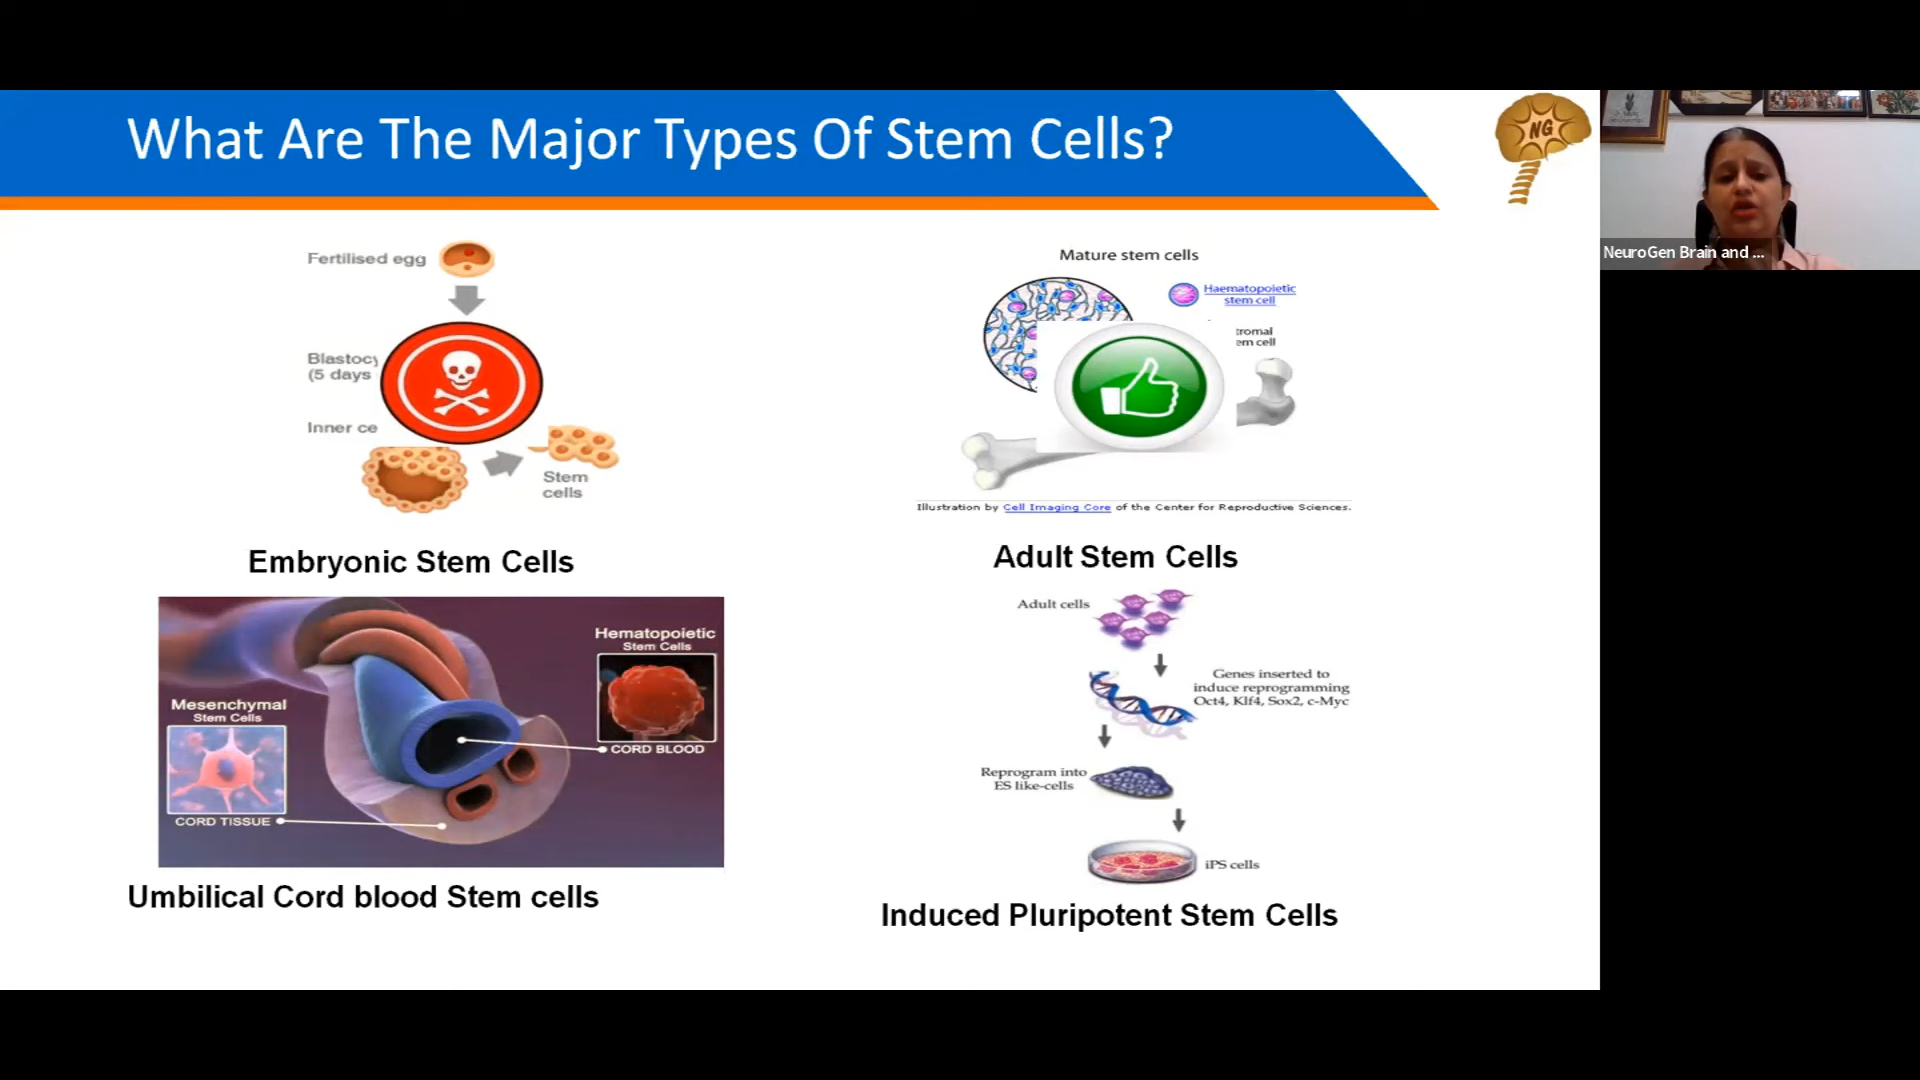 What Are The Major Types Of Stem Cells?
NG
NeuroGen Brain and ...
Fertilised egg
(5 days
Inner
Stem
cells
Embryonic Stem Cells
Mature stem cells
Haematopoietic
stem cell
cell
Illustration by Cell Imaging Core of the Center for Reproductive Sciences.
Adult Stem Cells
Hematopoietic
Stem Cells
CORD BLOOD
Mesenchymal
Stem Cells
CORD TISSUE
Umbilical Cord blood Stem cells
Adult cells
Genes inserted to
induce reprogramming
Oct4, Klf4, Sox2, c-Myc
Reprogram into
ES like-cells
iPS cells
Induced Pluripotent Stem Cells